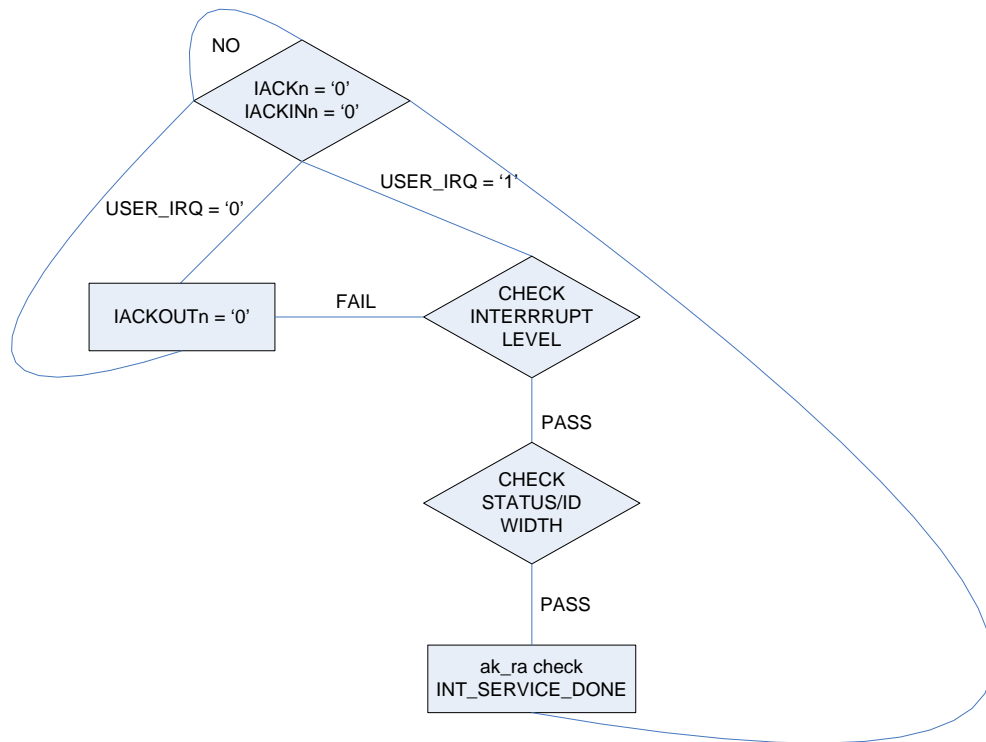 NO
IACKn = ‘0’
IACKINn = ‘0’
USER_IRQ = ‘1’
USER_IRQ = ‘0’
CHECK
INTERRRUPT
LEVEL
FAIL
IACKOUTn = ‘0’
PASS
CHECK
STATUS/ID
WIDTH
PASS
ak_ra check
INT_SERVICE_DONE